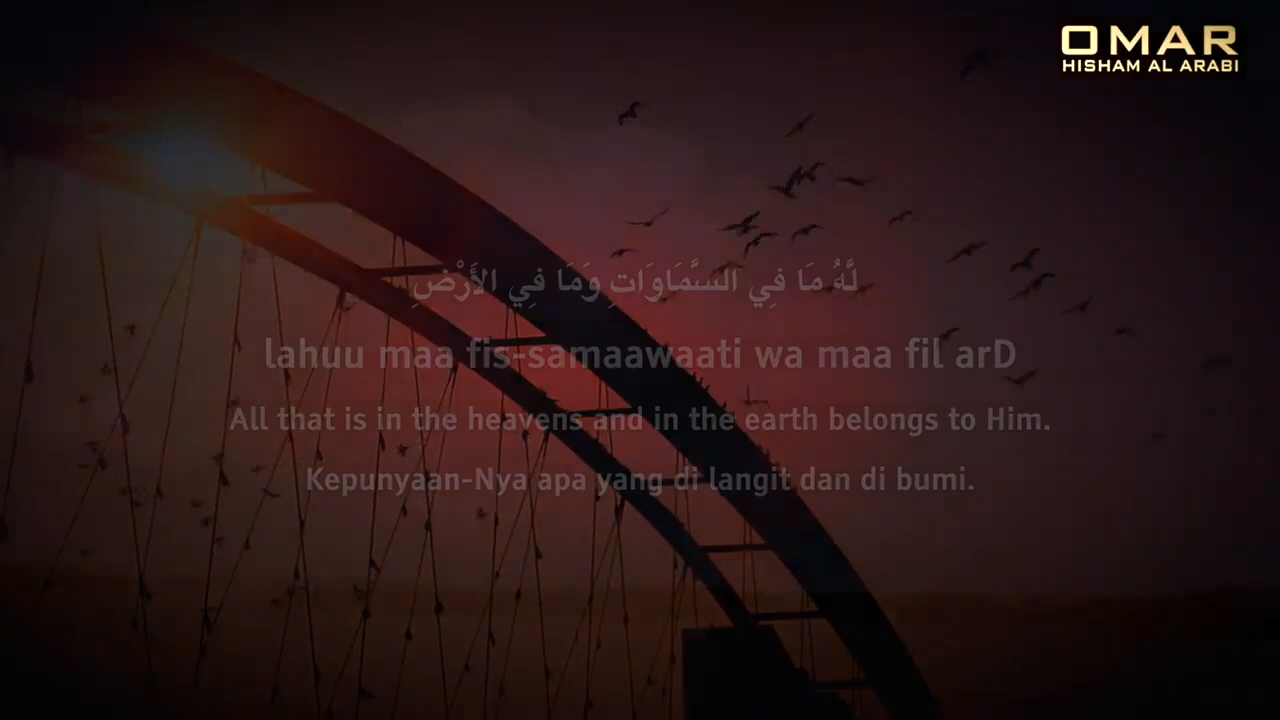 OMAR
HISHAM AL ARABI
لَّهُ مَا فِي السَّمَاوَاتِ وَمَا فِي الأَرْضِ
lahuu maa fis-samaawaati wa maa fil arD
All that is in the heavens and in the earth belongs to Him.
Kepunyaan-Nya apa yang di langit dan di bumi.